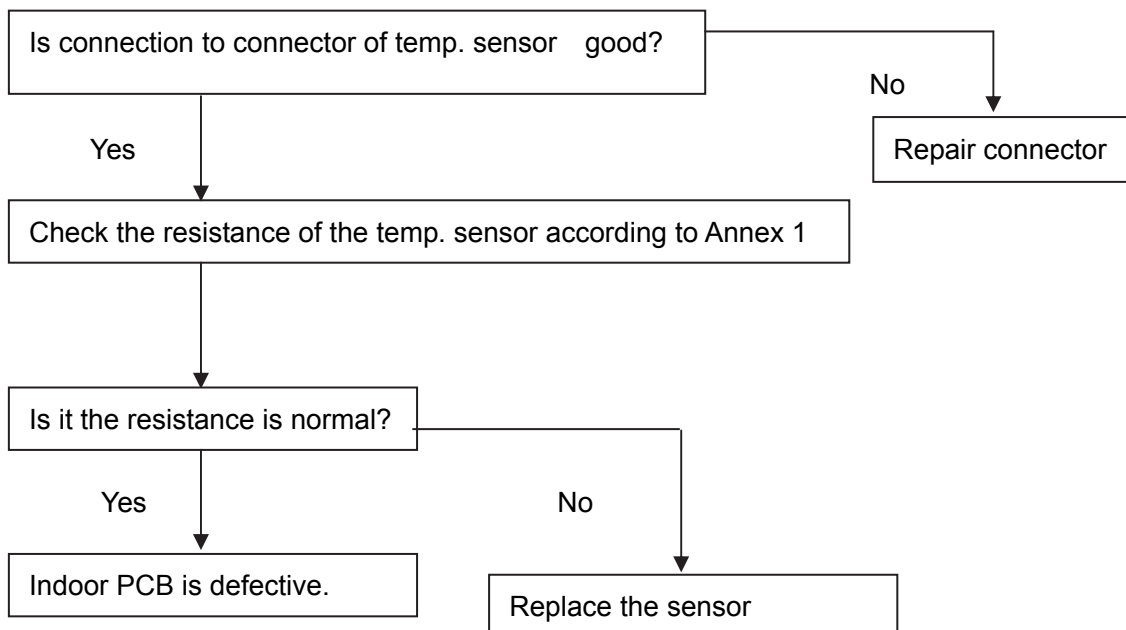 Is connection to connector of temp. sensor good?
No
Yes
Repair connector
Check the resistance of the temp. sensor according to Annex 1
Is it the resistance is normal?
Yes
No
Indoor PCB is defective.
Replace the sensor